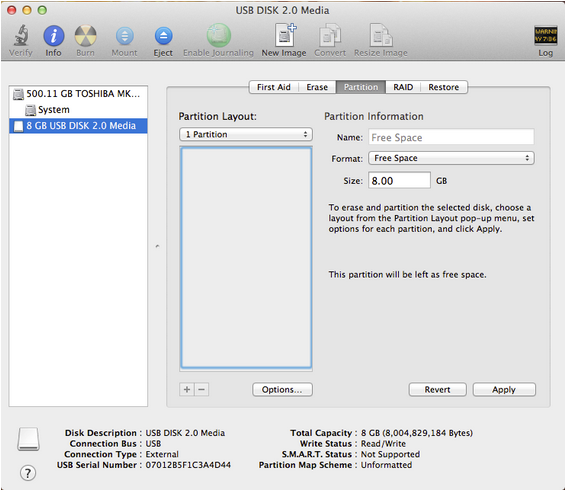 USB DISK 2.0 Media
Verify Info Burn Mount Eject Enable Journaling New Image Convert Resize Image Log
First Aid Erase Partition RAID Restore
500.11 GB TOSHIBA MK...
System
8 GB USB DISK 2.0 Media
Partition Layout:
1 Partition
Partition Information
Name: Free Space
Format: Free Space
Size: 8.00 GB
To erase and partition the selected disk, choose a
layout from the Partition Layout pop-up menu, set
options for each partition, and click Apply.
This partition will be left as free space.
+ −
Options...
Revert
Apply
Disk Description : USB DISK 2.0 Media
Connection Bus : USB
Connection Type : External
USB Serial Number : 07012B5F1C3A4D44
Total Capacity : 8 GB (8,004,829,184 Bytes)
Write Status : Read/Write
S.M.A.R.T. Status : Not Supported
Partition Map Scheme : Unformatted
?